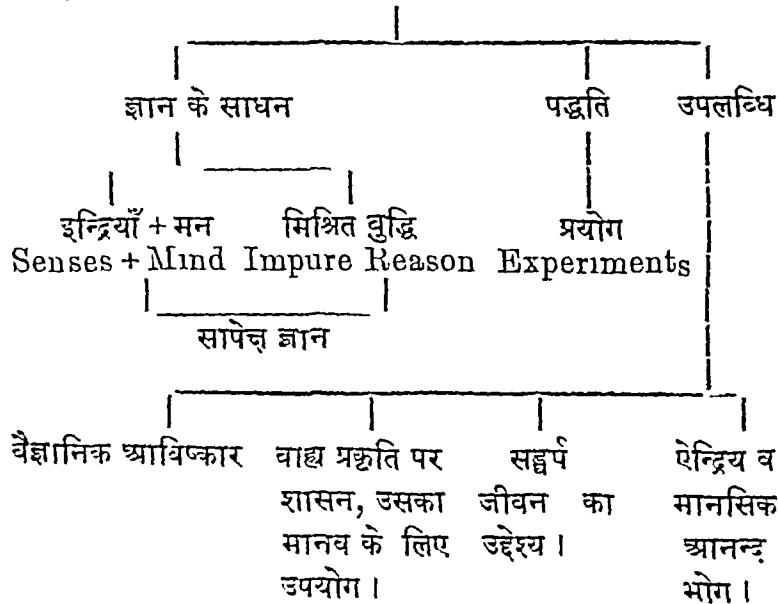 ज्ञान के साधन पद्धति उपलब्धि
इन्द्रियाँ + मन मिश्रित बुद्धि प्रयोग
Senses + Mind Impure Reason Experiments
सापेक्ष ज्ञान
वैज्ञानिक आविष्कार वाह्य प्रकृति पर सङ्घर्ष ऐन्द्रिय व
शासन, उसका जीवन का मानसिक
मानव के लिए उद्देश्य । आनन्द
उपयोग । भोग ।